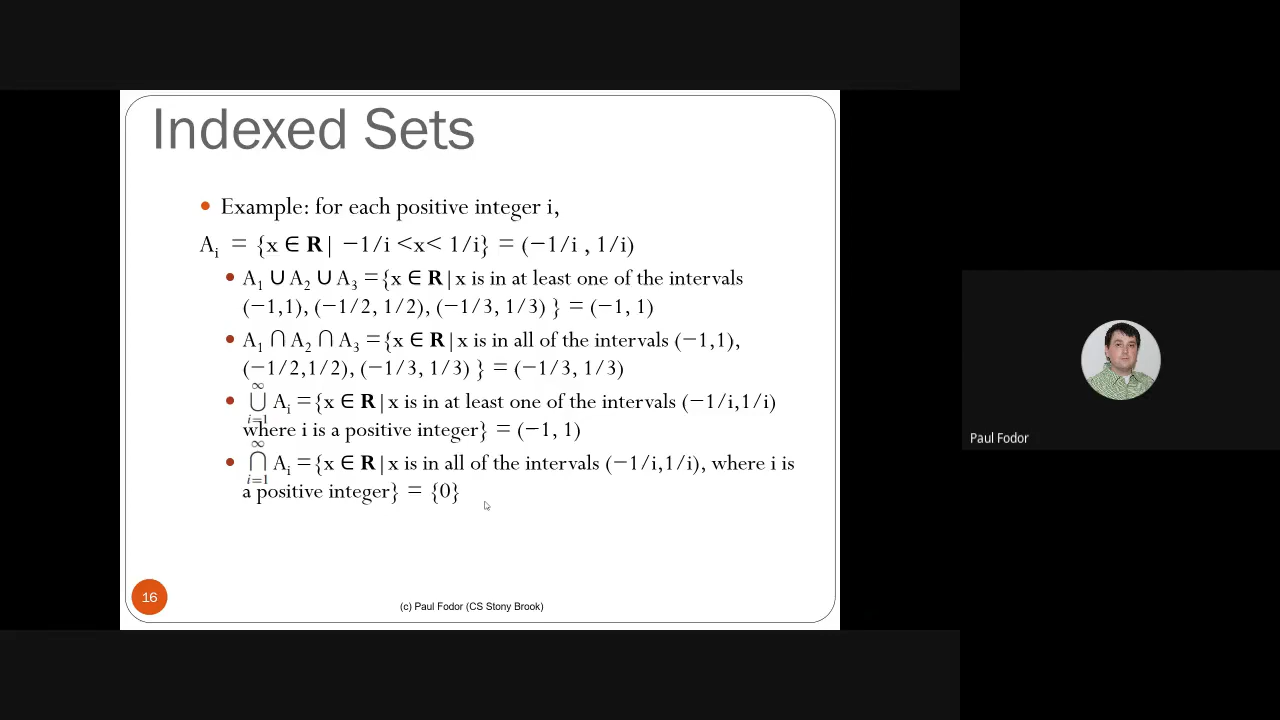 Indexed Sets
• Example: for each positive integer i,
Aᵢ = {x ∈ R | −1/i <x< 1/i} = (−1/i , 1/i)
• A₁ ∪ A₂ ∪ A₃ ={x ∈ R|x is in at least one of the intervals
(−1,1), (−1/2, 1/2), (−1/3, 1/3) } = (−1, 1)
• A₁ ∩ A₂ ∩ A₃ ={x ∈ R|x is in all of the intervals (−1,1),
(−1/2,1/2), (−1/3, 1/3) } = (−1/3, 1/3)
• ⋃_{i=1}^{∞} Aᵢ ={x ∈ R|x is in at least one of the intervals (−1/i,1/i)
where i is a positive integer} = (−1, 1)
• ⋂_{i=1}^{∞} Aᵢ ={x ∈ R|x is in all of the intervals (−1/i,1/i), where i is
a positive integer} = {0}
16
(c) Paul Fodor (CS Stony Brook)
Paul Fodor